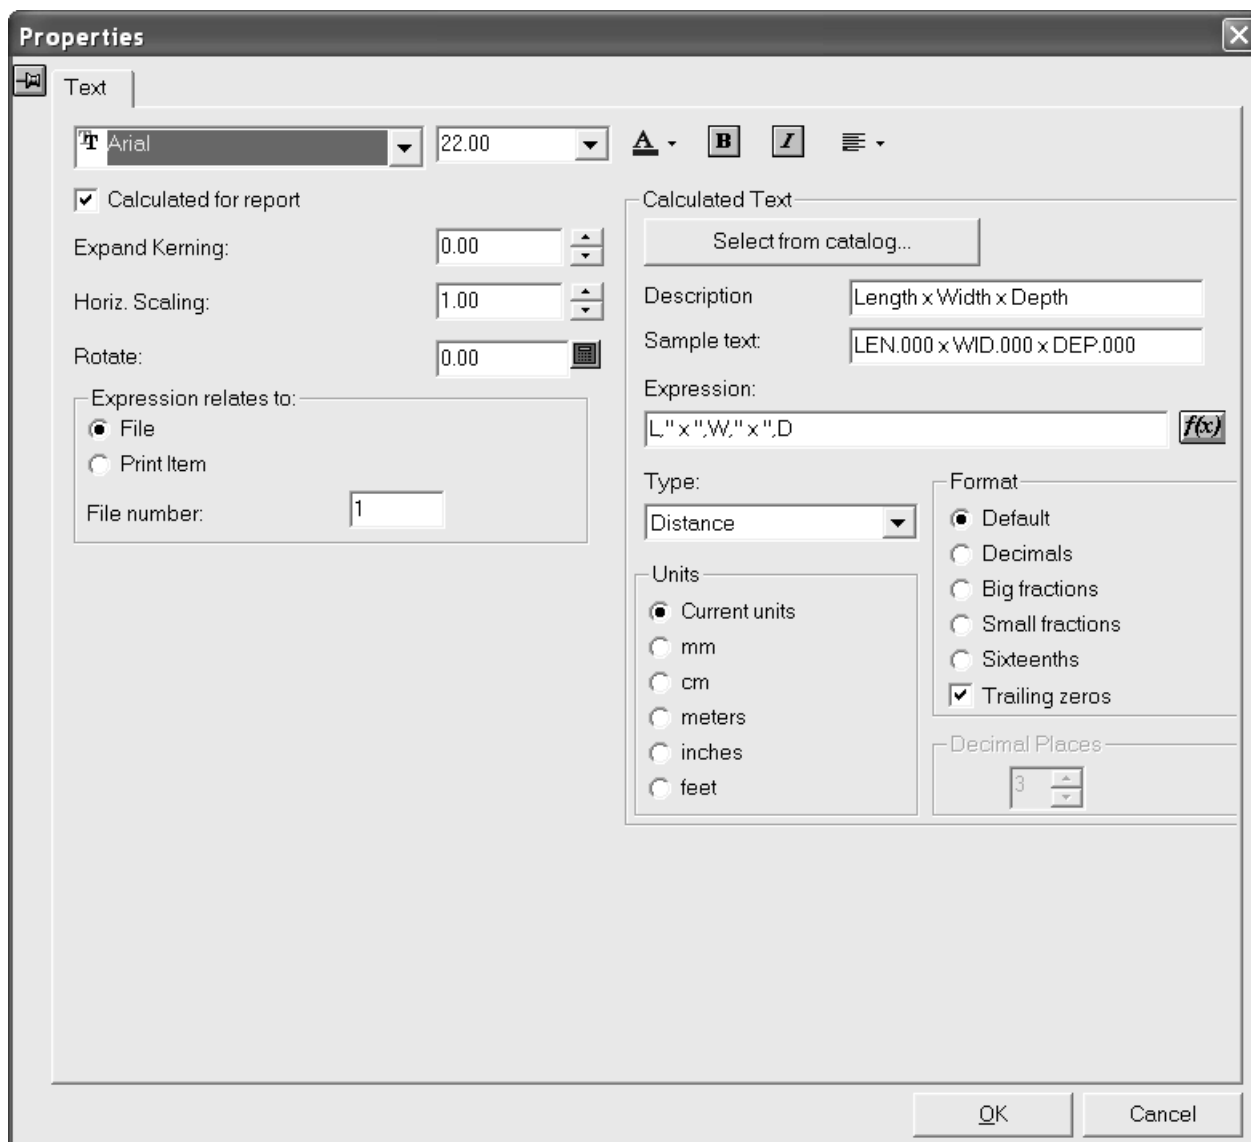 Properties
Text
Arial
22.00
A
B
I
Calculated for report
Expand Kerning:
0.00
Horiz. Scaling:
1.00
Rotate:
0.00
Expression relates to:
File
Print Item
File number:
1
Calculated Text
Select from catalog...
Description
Length x Width x Depth
Sample text:
LEN.000 x WID.000 x DEP.000
Expression:
L," x ",W," x ",D
f(x)
Type:
Distance
Units
Current units
mm
cm
meters
inches
feet
Format
Default
Decimals
Big fractions
Small fractions
Sixteenths
Trailing zeros
Decimal Places
3
OK
Cancel